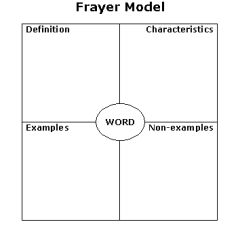 Frayer Model
Definition
Characteristics
WORD
Examples
Non-examples